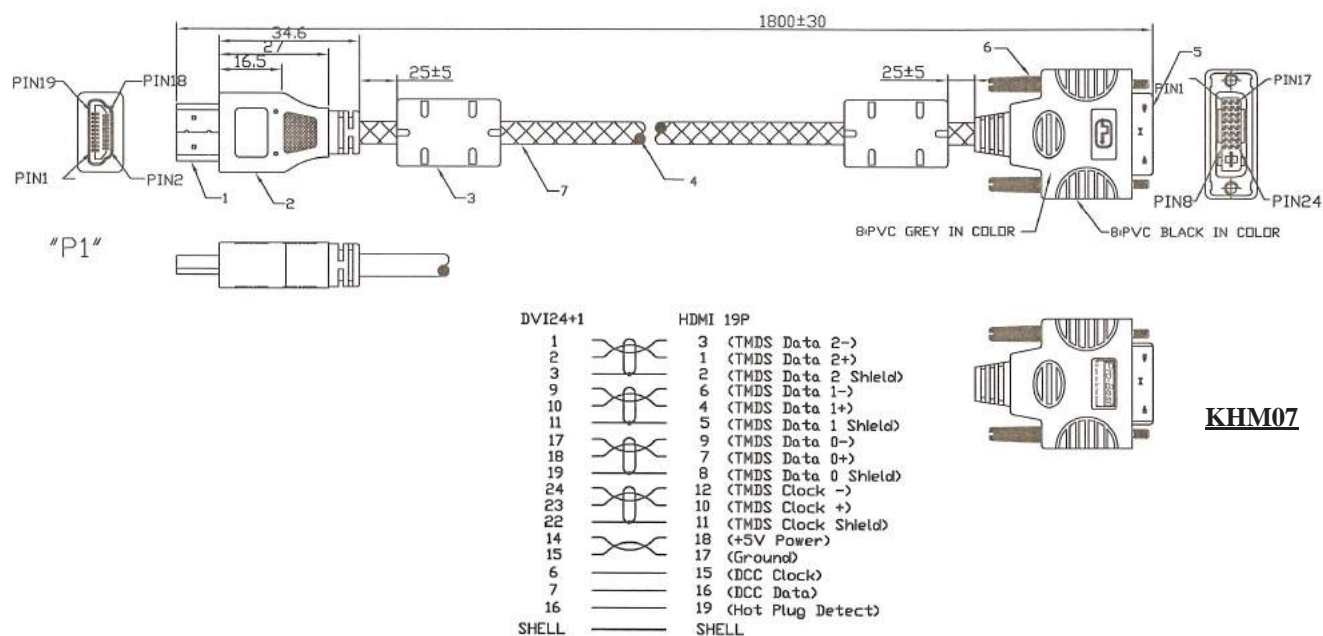 1800±30
34.6
27
16.5
25±5
25±5
6
5
PIN19
PIN18
PIN1
PIN17
PIN1
PIN2
1
2
3
7
4
PIN8
PIN24
8:PVC GREY IN COLOR
8:PVC BLACK IN COLOR
"P1"
DVI24+1 HDMI 19P
1 3 (TMDS Data 2-)
2 1 (TMDS Data 2+)
3 2 (TMDS Data 2 Shield)
9 6 (TMDS Data 1-)
10 4 (TMDS Data 1+)
11 5 (TMDS Data 1 Shield)
17 9 (TMDS Data 0-)
18 7 (TMDS Data 0+)
19 8 (TMDS Data 0 Shield)
24 12 (TMDS Clock -)
23 10 (TMDS Clock +)
22 11 (TMDS Clock Shield)
14 18 (+5V Power)
15 17 (Ground)
6 15 (DCC Clock)
7 16 (DCC Data)
16 19 (Hot Plug Detect)
SHELL SHELL
KHM07